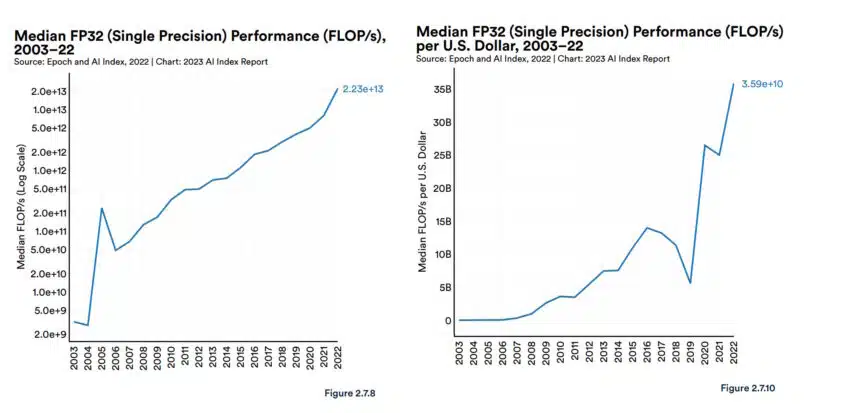 Median FP32 (Single Precision) Performance (FLOP/s),
2003–22
Source: Epoch and AI Index, 2022 | Chart: 2023 AI Index Report
Median FLOP/s (Log Scale)
2.0e+13
1.0e+13
5.0e+12
2.0e+12
1.0e+12
5.0e+11
2.0e+11
1.0e+11
5.0e+10
2.0e+10
1.0e+10
5.0e+9
2.0e+9
2.23e+13
2003 2004 2005 2006 2007 2008 2009 2010 2011 2012 2013 2014 2015 2016 2017 2018 2019 2020 2021 2022
Figure 2.7.8
Median FP32 (Single Precision) Performance (FLOP/s)
per U.S. Dollar, 2003–22
Source: Epoch and AI Index, 2022 | Chart: 2023 AI Index Report
Median FLOP/s per U.S. Dollar
35B
30B
25B
20B
15B
10B
5B
0
3.59e+10
2003 2004 2005 2006 2007 2008 2009 2010 2011 2012 2013 2014 2015 2016 2017 2018 2019 2020 2021 2022
Figure 2.7.10